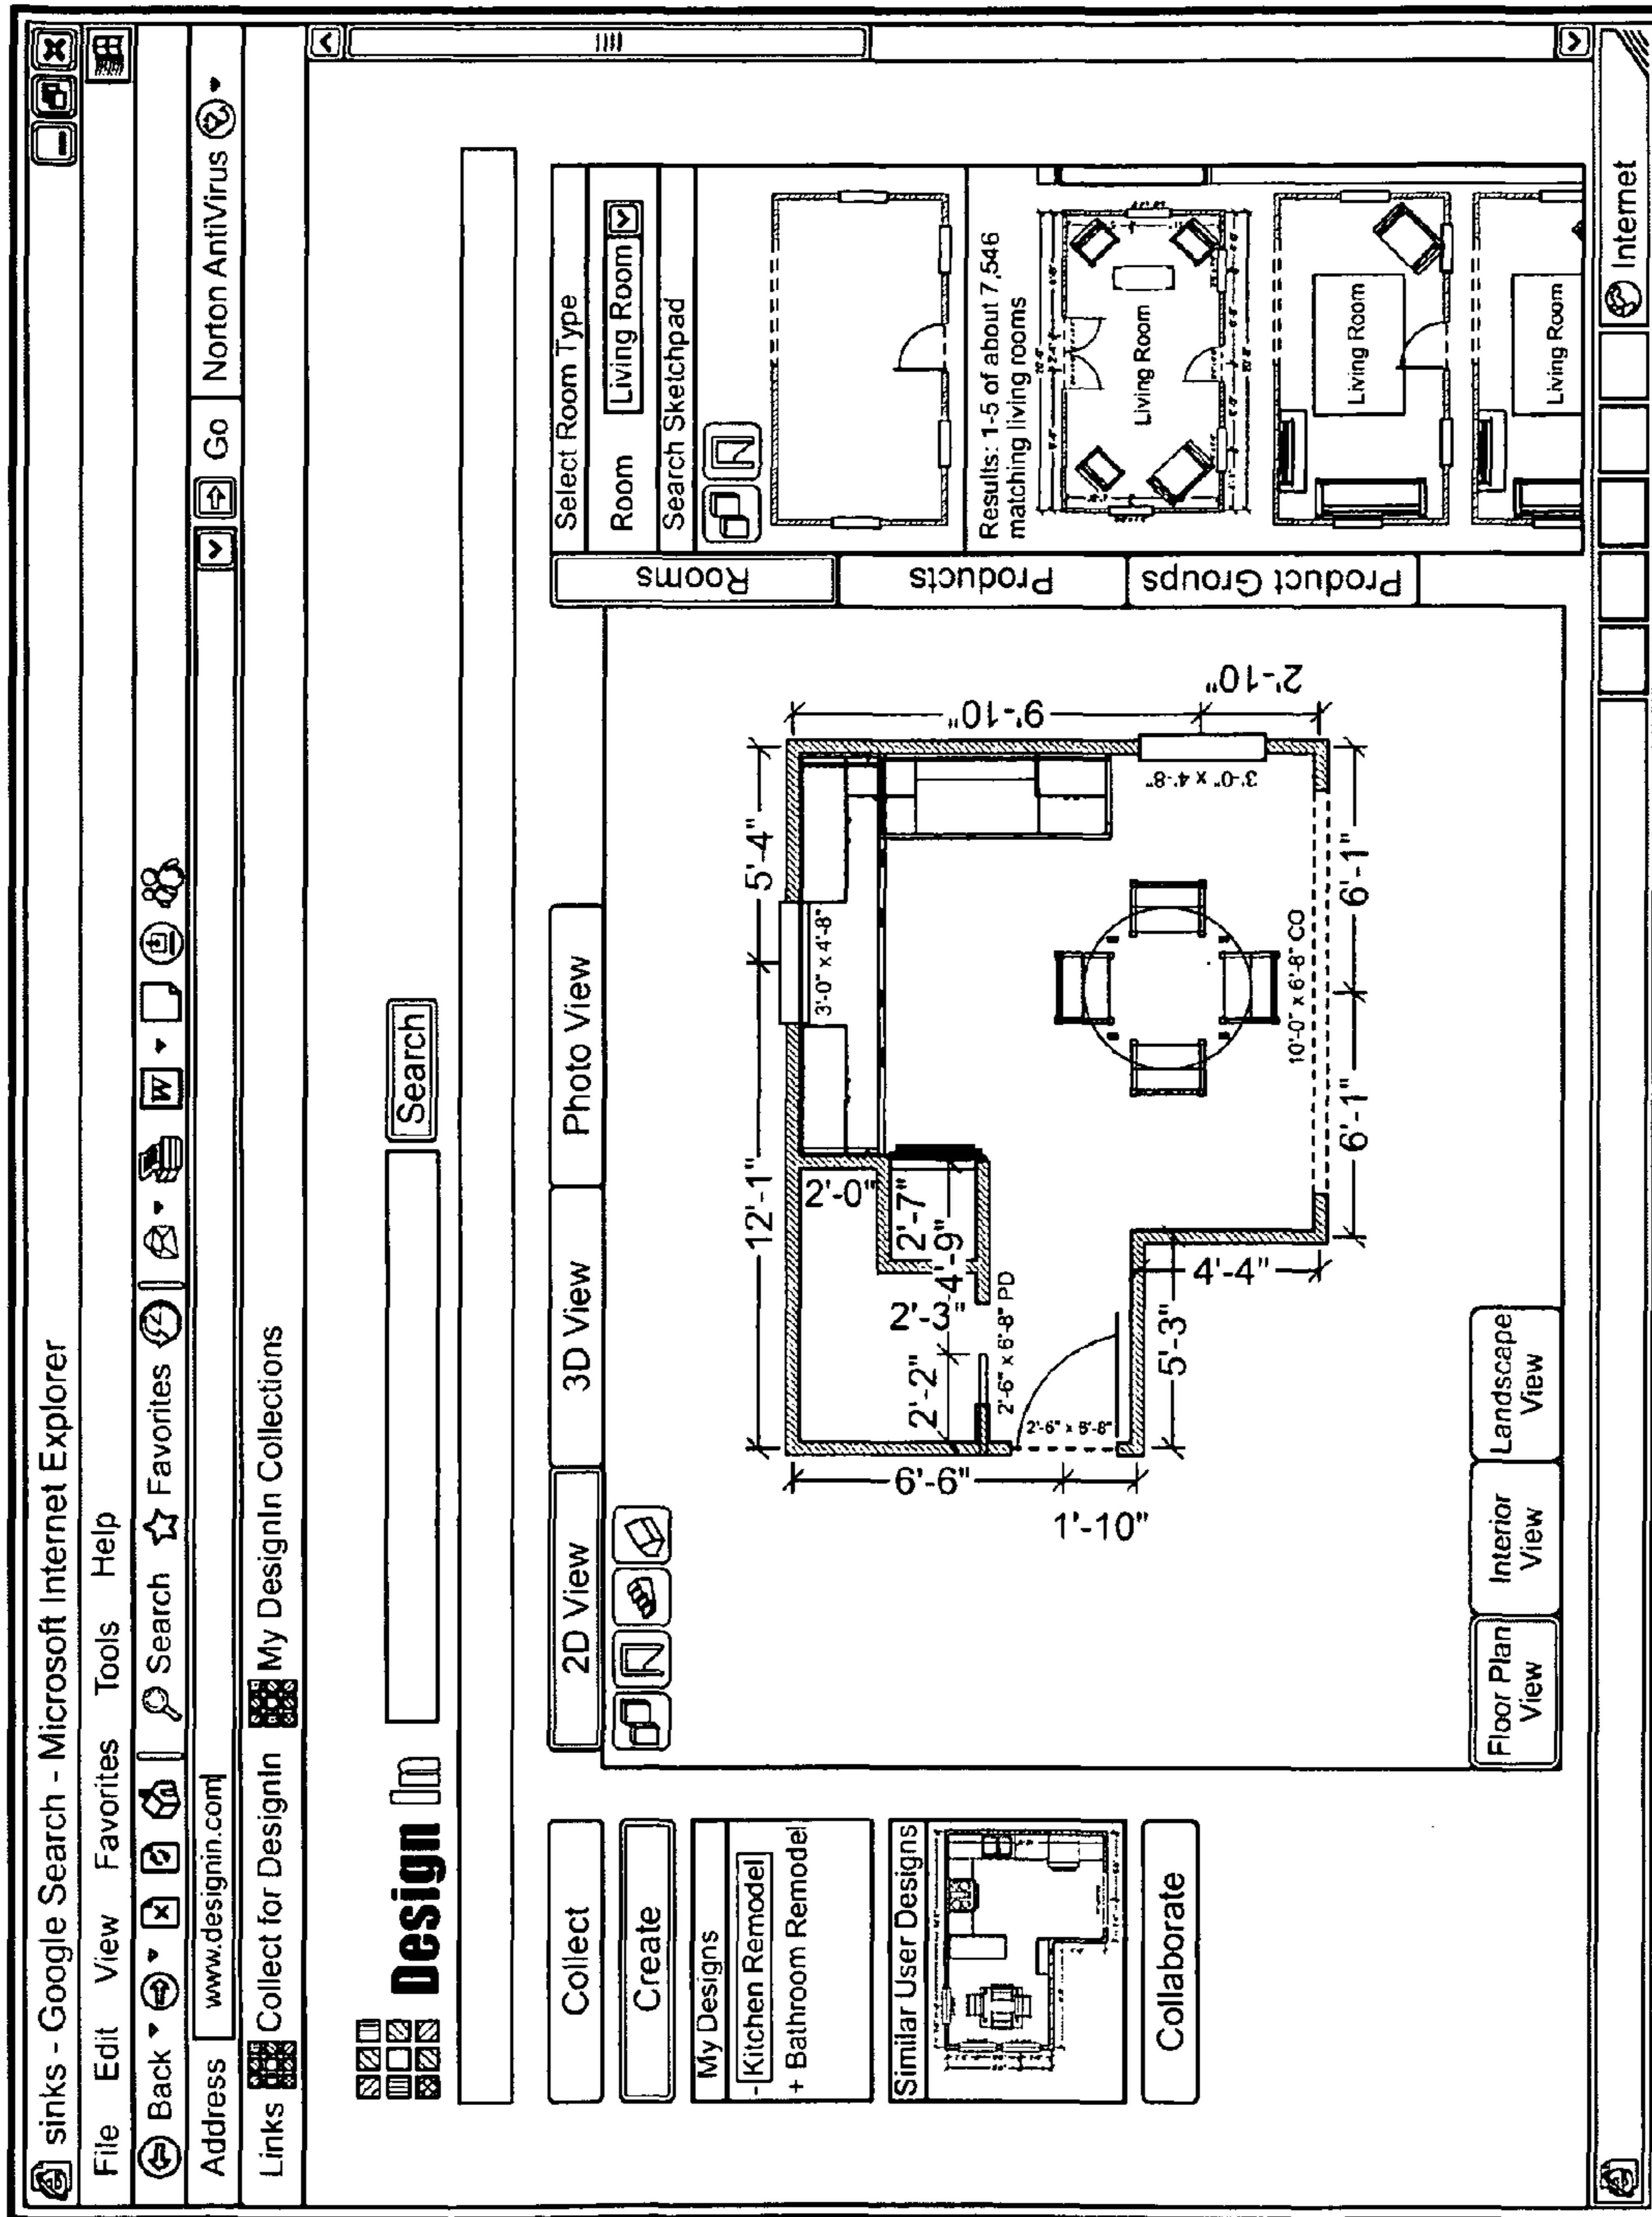 sinks - Google Search - Microsoft Internet Explorer
File Edit View Favorites Tools Help
Back Search Favorites W
Address www.designin.com Go Norton AntiVirus
Links Collect for DesignIn My DesignIn Collections
Design In Search
Collect
Create
My Designs
- Kitchen Remodel
+ Bathroom Remodel
Similar User Designs
Collaborate
2D View 3D View Photo View
12'-1" 5'-4"
3'-0" x 4'-8"
2'-0"
9'-10"
2'-7"
4'-9"
2'-3"
2'-2"
6'-6"
2'-6" x 6'-8" PD
2'-6" x 6'-8"
1'-10"
3'-0" x 4'-8"
2'-10"
4'-4"
5'-3"
10'-0" x 6'-8" CO
6'-1" 6'-1"
Floor Plan View
Interior View
Landscape View
Rooms
Products
Product Groups
Select Room Type
Room Living Room
Search Sketchpad
Results: 1-5 of about 7,546
matching living rooms
Living Room
Living Room
Living Room
Internet